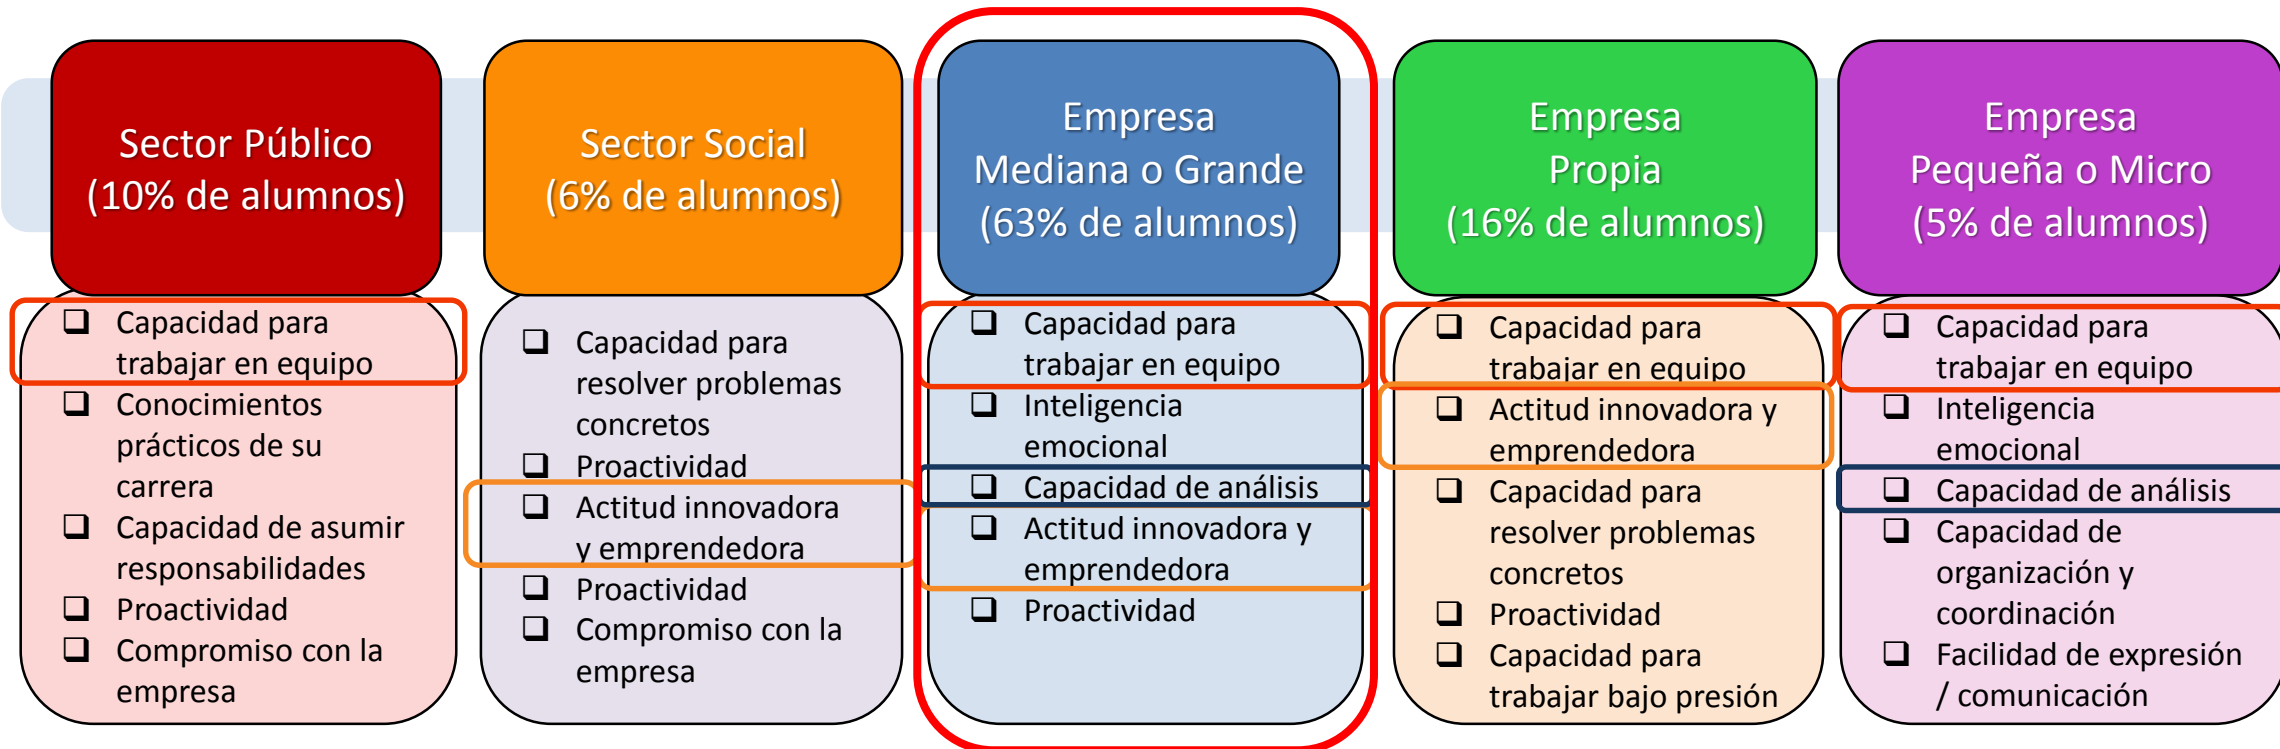 Sector Público
(10% de alumnos)
Capacidad para
trabajar en equipo
Conocimientos
prácticos de su
carrera
Capacidad de asumir
responsabilidades
Proactividad
Compromiso con la
empresa
Sector Social
(6% de alumnos)
Capacidad para
resolver problemas
concretos
Proactividad
Actitud innovadora
y emprendedora
Proactividad
Compromiso con la
empresa
Empresa
Mediana o Grande
(63% de alumnos)
Capacidad para
trabajar en equipo
Inteligencia
emocional
Capacidad de análisis
Actitud innovadora y
emprendedora
Proactividad
Empresa
Propia
(16% de alumnos)
Capacidad para
trabajar en equipo
Actitud innovadora y
emprendedora
Capacidad para
resolver problemas
concretos
Proactividad
Capacidad para
trabajar bajo presión
Empresa
Pequeña o Micro
(5% de alumnos)
Capacidad para
trabajar en equipo
Inteligencia
emocional
Capacidad de análisis
Capacidad de
organización y
coordinación
Facilidad de expresión
/ comunicación